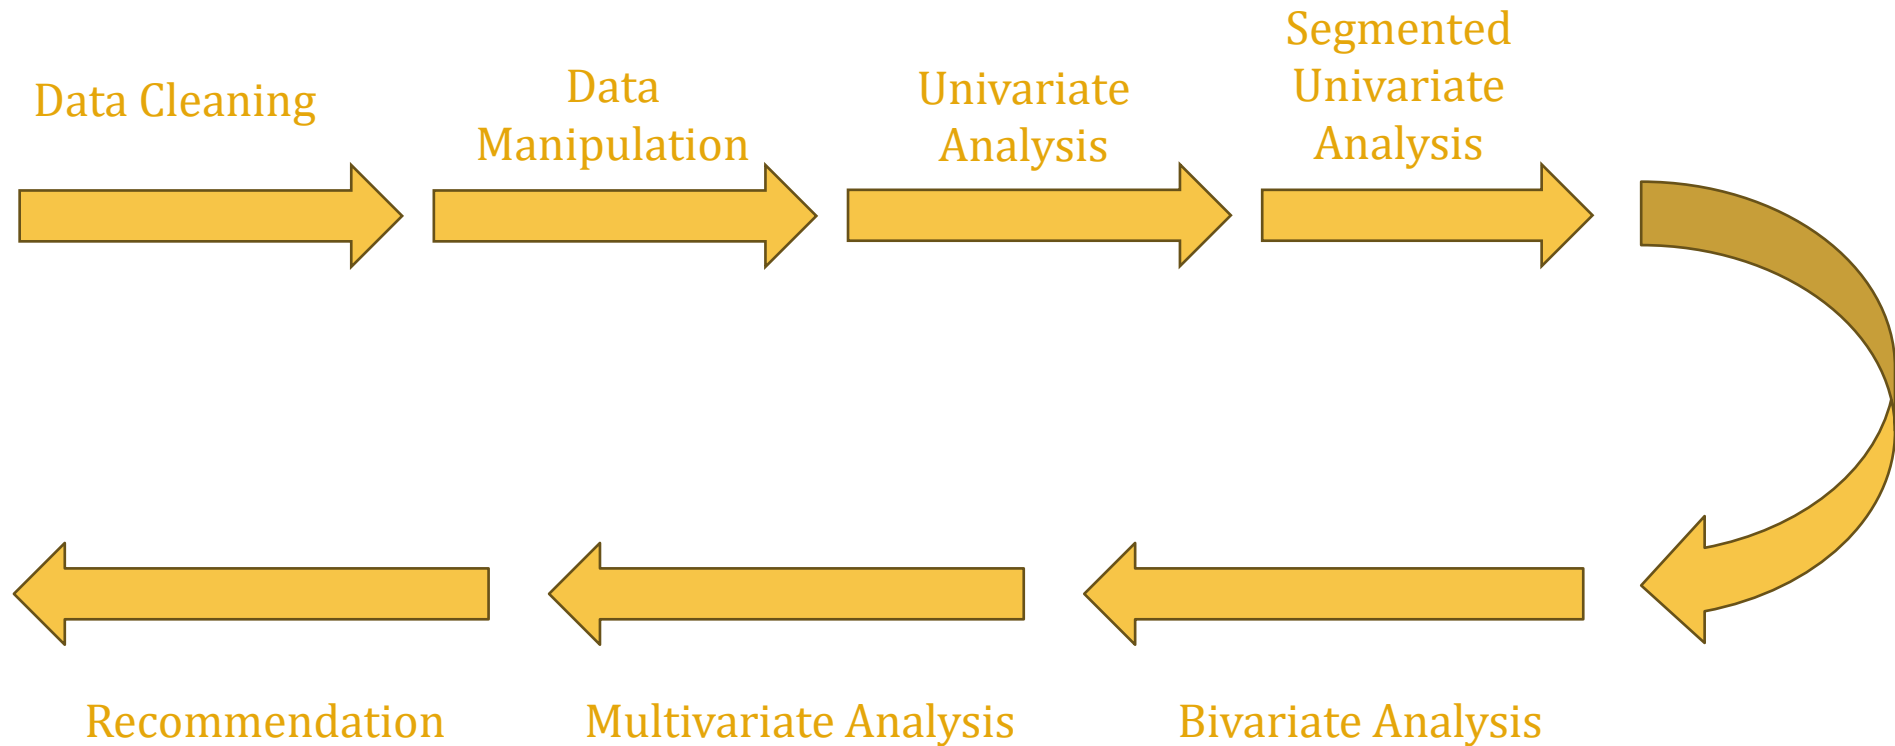 Data Cleaning
Data
Manipulation
Univariate
Analysis
Segmented
Univariate
Analysis
Bivariate Analysis
Multivariate Analysis
Recommendation